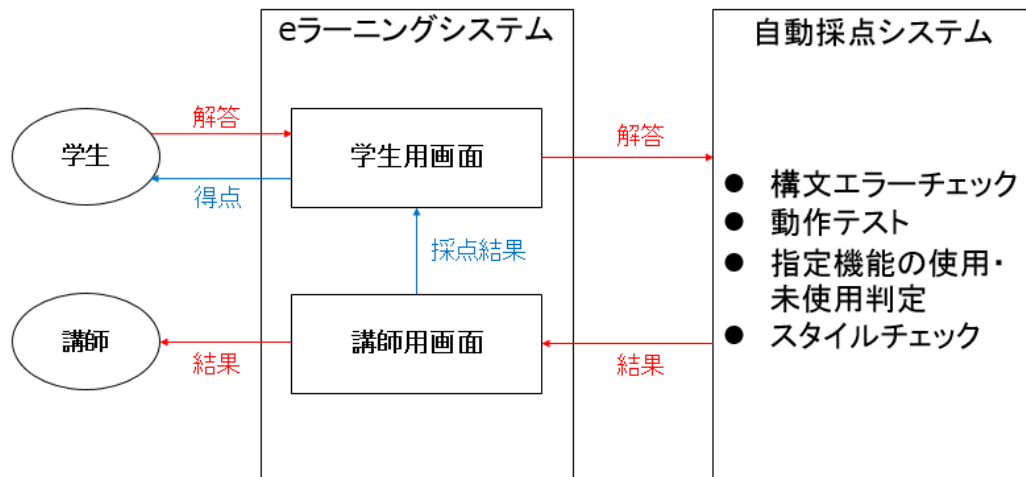 eラーニングシステム
自動採点システム
学生
解答
学生用画面
解答
得点
採点結果
講師
結果
講師用画面
結果
● 構文エラーチェック
● 動作テスト
● 指定機能の使用・
未使用判定
● スタイルチェック